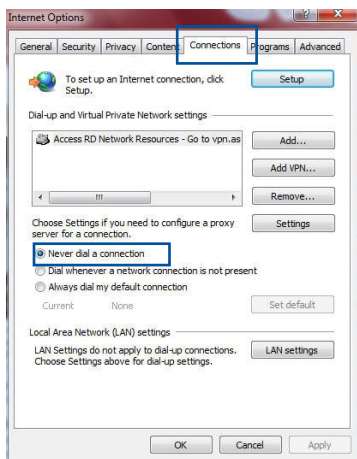 Internet Options
General Security Privacy Content Connections Programs Advanced
To set up an Internet connection, click
Setup.
Setup
Dial-up and Virtual Private Network settings
Access RD Network Resources - Go to vpn.as
Add...
Add VPN...
Remove...
Choose Settings if you need to configure a proxy
server for a connection.
Settings
Never dial a connection
Dial whenever a network connection is not present
Always dial my default connection
Current None
Set default
Local Area Network (LAN) settings
LAN Settings do not apply to dial-up connections.
Choose Settings above for dial-up settings.
LAN settings
OK Cancel Apply